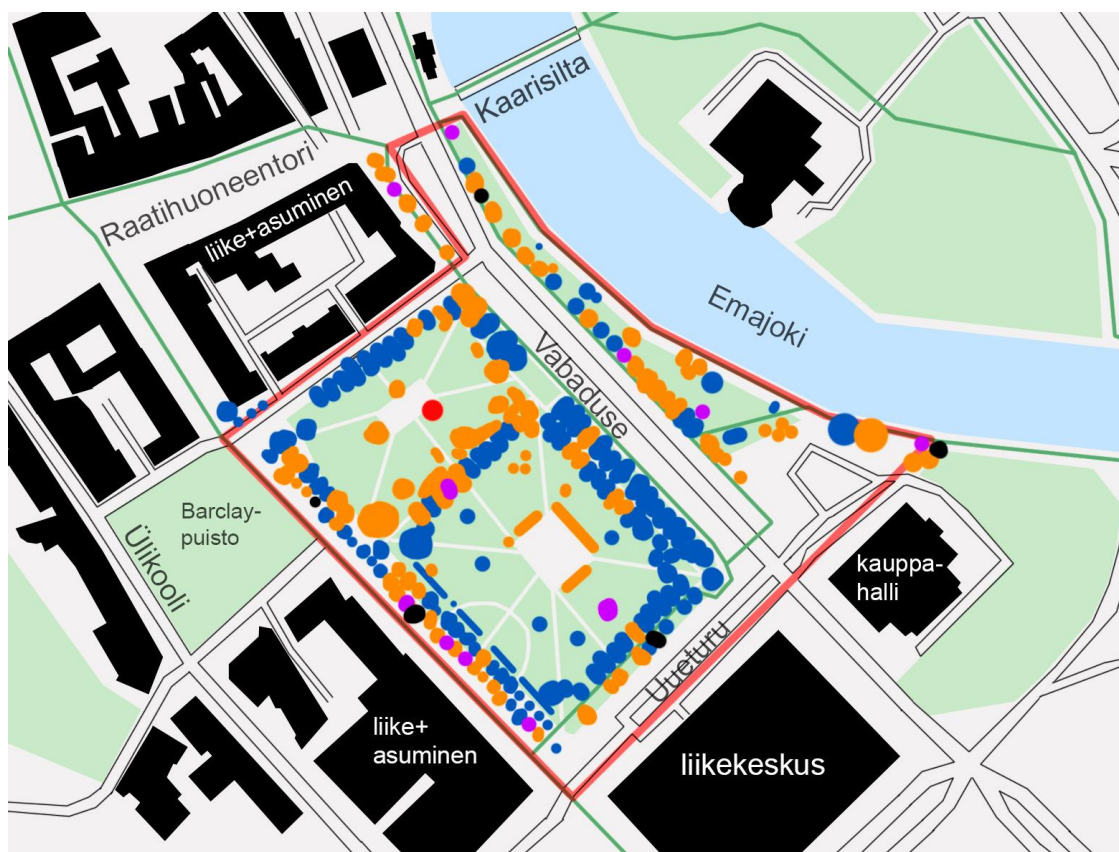 Kaarisilta
Raatihuoneentori
liike+asuminen
Emajoki
Vabaduse
Barclay-
puisto
Ülikooli
kauppa-
halli
Uueturu
liike+
asuminen
liikekeskus